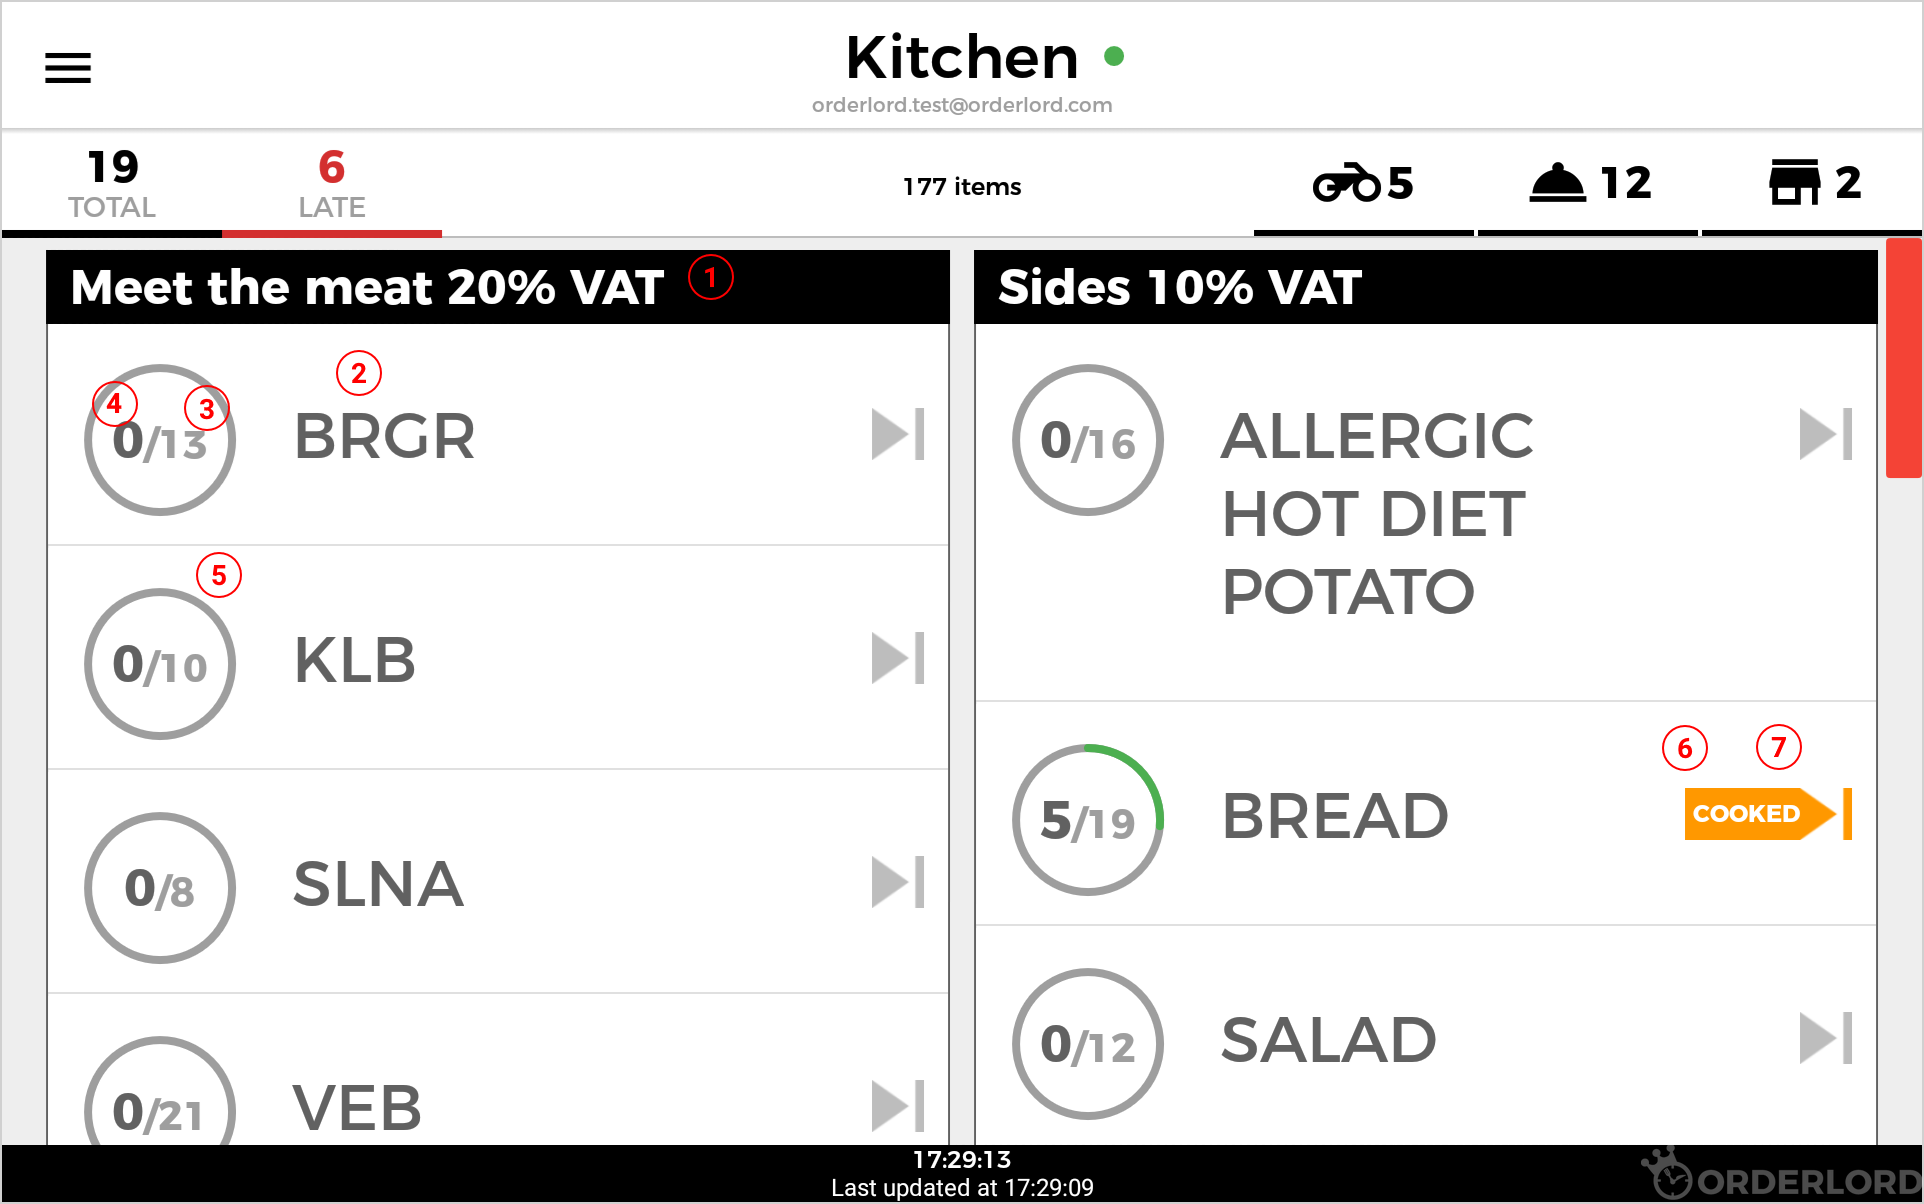 Kitchen
orderlord.test@orderlord.com
19
TOTAL
6
LATE
177 items
5
12
2
Meet the meat 20% VAT 1
4 3
0/13
2
BRGR
5
0/10 KLB
0/8 SLNA
0/21 VEB
Sides 10% VAT
0/16 ALLERGIC
HOT DIET
POTATO
6 7
5/19 BREAD COOKED
0/12 SALAD
17:29:13
Last updated at 17:29:09
ORDERLORD